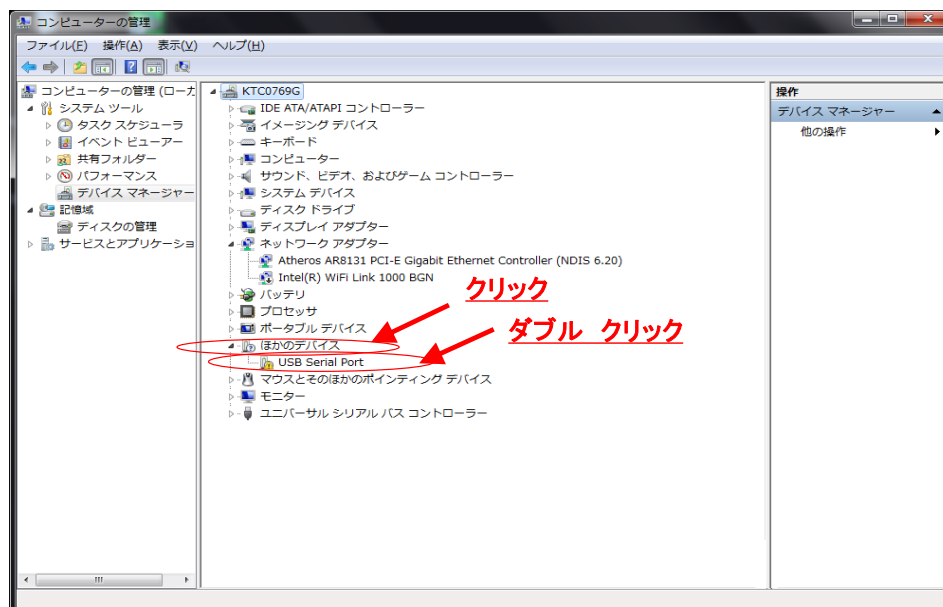 コンピューターの管理
ファイル(F) 操作(A) 表示(V) ヘルプ(H)
コンピューターの管理 (ローカ
システム ツール
タスク スケジューラ
イベント ビューアー
共有フォルダー
パフォーマンス
デバイス マネージャー
記憶域
ディスクの管理
サービスとアプリケーショ
KTC0769G
IDE ATA/ATAPI コントローラー
イメージング デバイス
キーボード
コンピューター
サウンド、ビデオ、およびゲーム コントローラー
システム デバイス
ディスク ドライブ
ディスプレイ アダプター
ネットワーク アダプター
Atheros AR8131 PCI-E Gigabit Ethernet Controller (NDIS 6.20)
Intel(R) WiFi Link 1000 BGN
バッテリ
プロセッサ
ポータブル デバイス
ほかのデバイス
USB Serial Port
マウスとそのほかのポインティング デバイス
モニター
ユニバーサル シリアル バス コントローラー
クリック
ダブル クリック
操作
デバイス マネージャー
他の操作